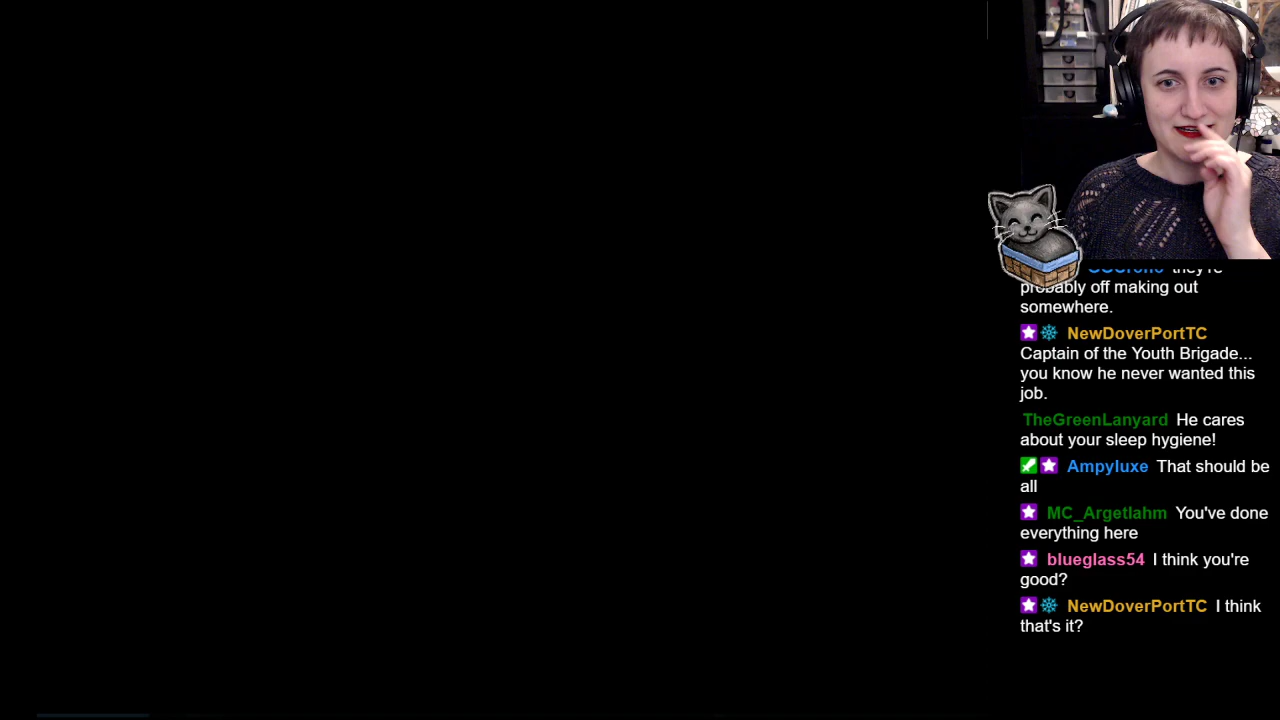 they're
probably off making out
somewhere.
NewDoverPortTC
Captain of the Youth Brigade...
you know he never wanted this
job.
TheGreenLanyard He cares
about your sleep hygiene!
Ampyluxe That should be
all
MC_Argetlahm You've done
everything here
blueglass54 I think you're
good?
NewDoverPortTC I think
that's it?